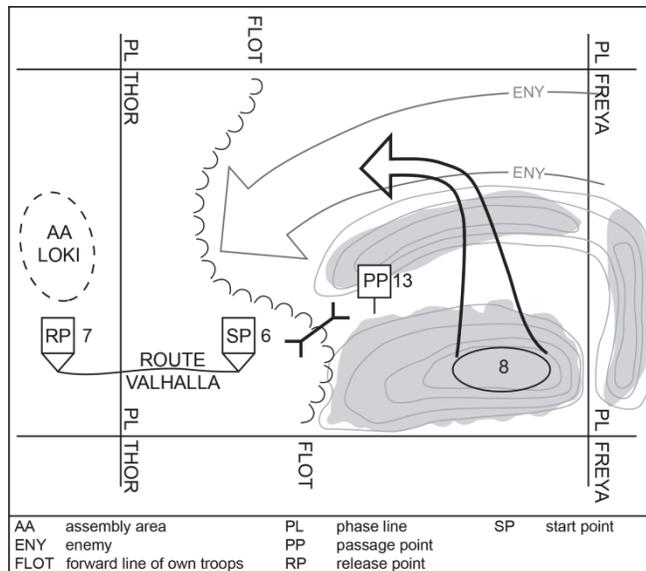 PL
THOR
FLOT
PL
FREYA
ENY
ENY
AA
LOKI
PP 13
RP 7
SP 6
ROUTE
VALHALLA
8
PL
THOR
FLOT
PL
FREYA
AA assembly area PL phase line SP start point
ENY enemy PP passage point
FLOT forward line of own troops RP release point